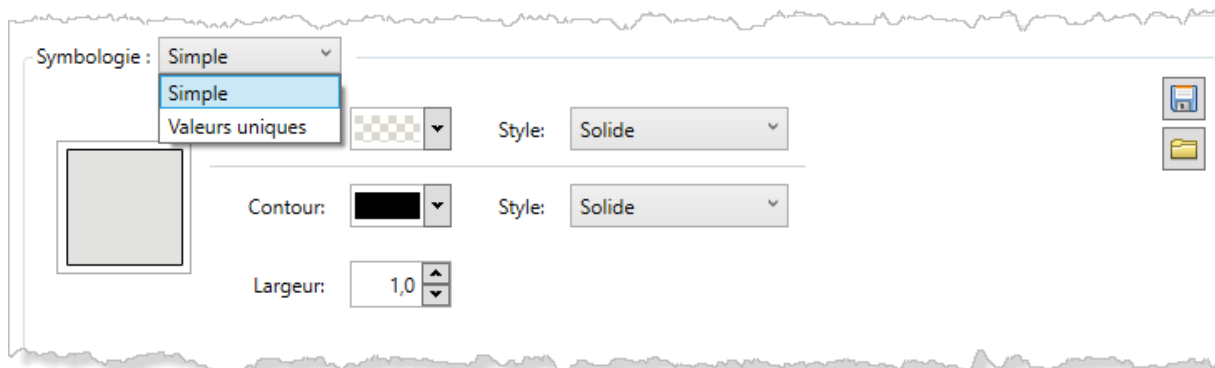 Symbologie : Simple
Simple
Valeurs uniques
Style: Solide
Contour: Style: Solide
Largeur: 1,0